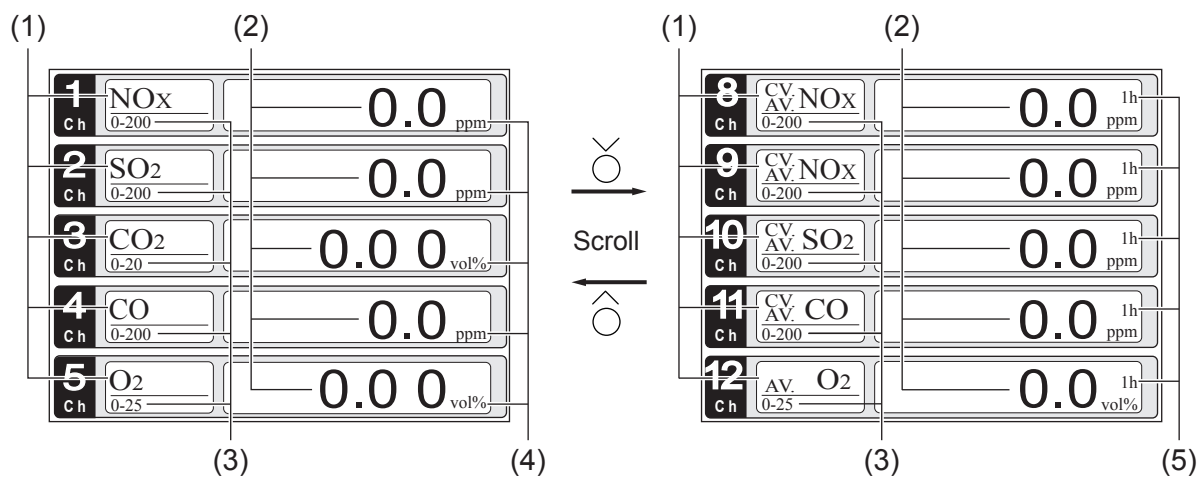 (1) (2) (1) (2)
1 Ch NOx 0-200 0.0 ppm
2 Ch SO2 0-200 0.0 ppm
3 Ch CO2 0-20 0.00 vol%
4 Ch CO 0-200 0.0 ppm
5 Ch O2 0-25 0.00 vol%
(3) (4)
Scroll
8 Ch CV. AV. NOx 0-200 0.0 1h ppm
9 Ch CV. AV. NOx 0-200 0.0 1h ppm
10 Ch CV. AV. SO2 0-200 0.0 1h ppm
11 Ch CV. AV. CO 0-200 0.0 1h ppm
12 Ch AV. O2 0-25 0.0 1h vol%
(3) (5)